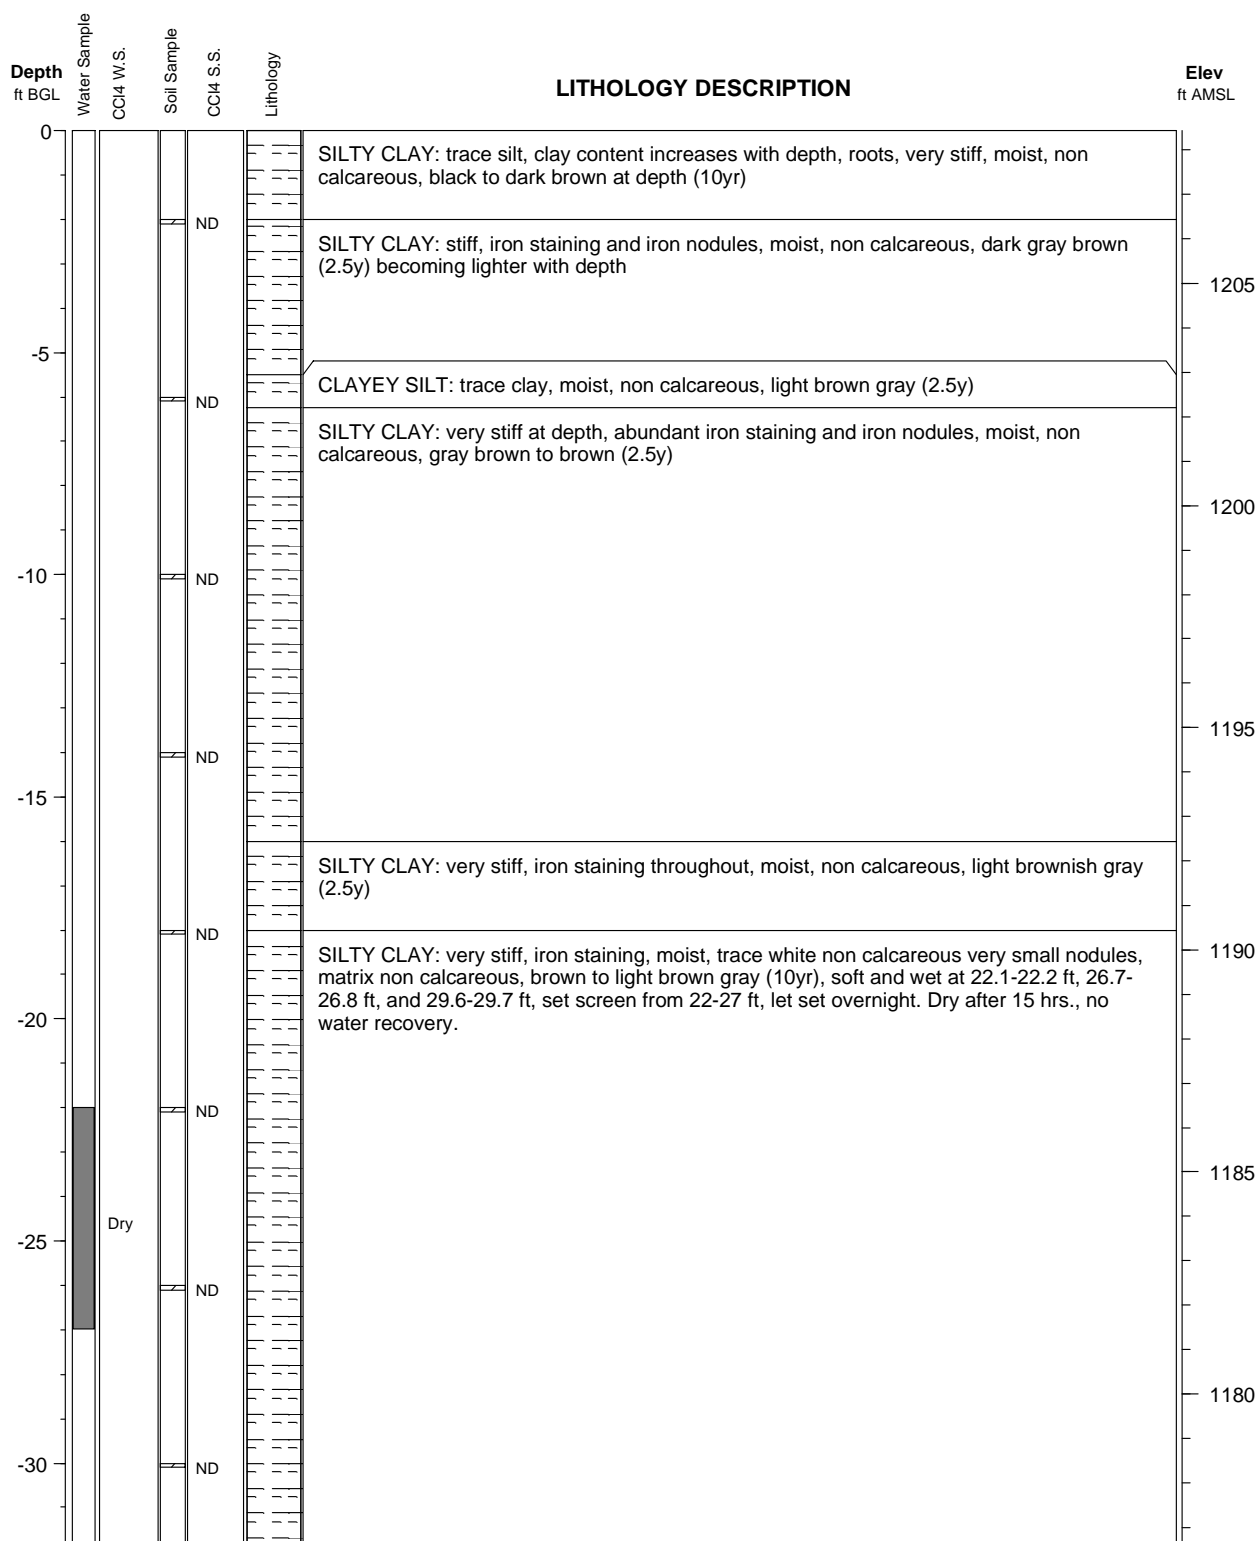 Depth
ft BGL
Water Sample
CCl4 W.S.
Soil Sample
CCl4 S.S.
Lithology
LITHOLOGY DESCRIPTION
Elev
ft AMSL
0
SILTY CLAY: trace silt, clay content increases with depth, roots, very stiff, moist, non
calcareous, black to dark brown at depth (10yr)
ND
SILTY CLAY: stiff, iron staining and iron nodules, moist, non calcareous, dark gray brown
(2.5y) becoming lighter with depth
1205
-5
CLAYEY SILT: trace clay, moist, non calcareous, light brown gray (2.5y)
ND
SILTY CLAY: very stiff at depth, abundant iron staining and iron nodules, moist, non
calcareous, gray brown to brown (2.5y)
1200
-10
ND
1195
ND
-15
SILTY CLAY: very stiff, iron staining throughout, moist, non calcareous, light brownish gray
(2.5y)
ND
1190
SILTY CLAY: very stiff, iron staining, moist, trace white non calcareous very small nodules,
matrix non calcareous, brown to light brown gray (10yr), soft and wet at 22.1-22.2 ft, 26.7-
26.8 ft, and 29.6-29.7 ft, set screen from 22-27 ft, let set overnight. Dry after 15 hrs., no
water recovery.
-20
ND
1185
Dry
-25
ND
1180
-30
ND